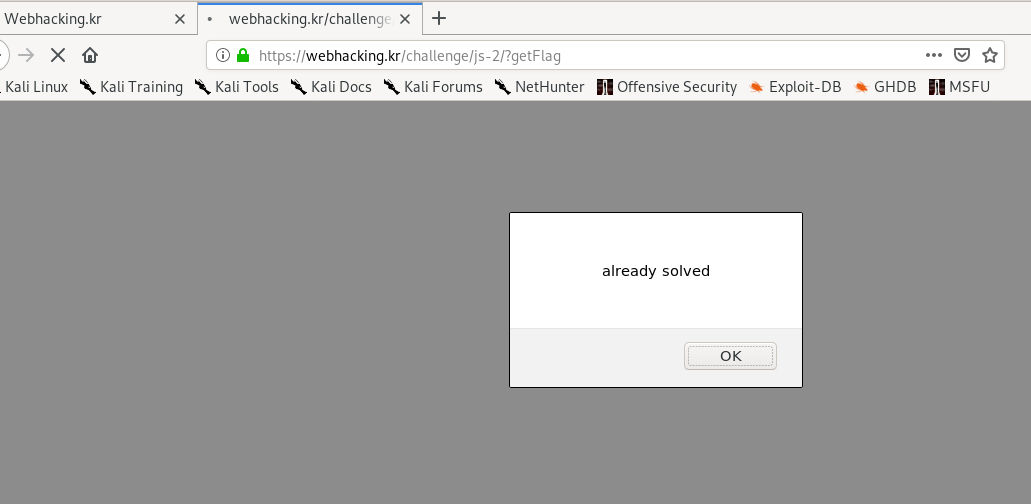 Webhacking.kr
webhacking.kr/challenge
https://webhacking.kr/challenge/js-2/?getFlag
Kali Linux Kali Training Kali Tools Kali Docs Kali Forums NetHunter Offensive Security Exploit-DB GHDB MSFU
already solved
OK